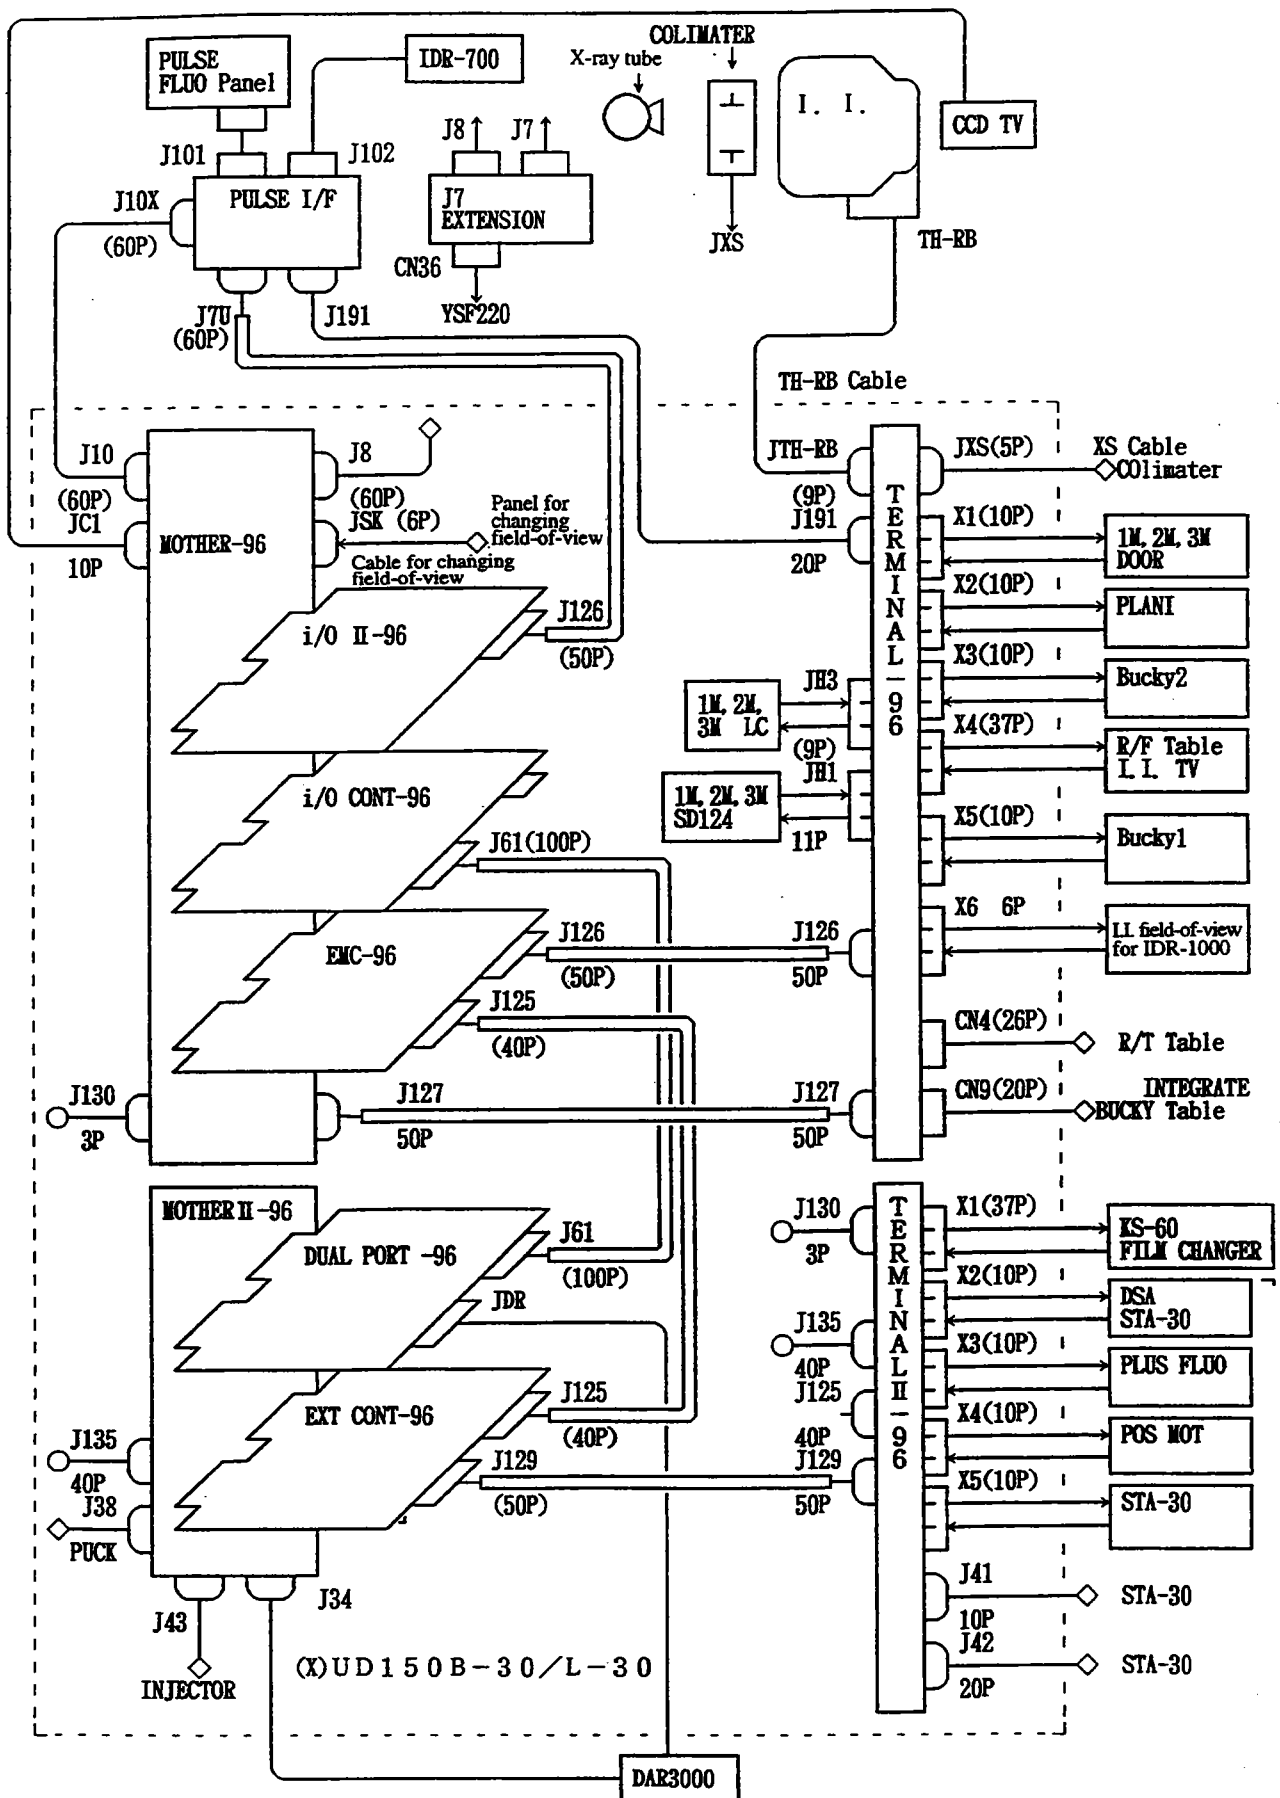 COLIMATER
PULSE
FLUO Panel
IDR-700
X-ray tube
I. I.
CCD TV
J8
J7
J101
J102
J10X
(60P)
PULSE I/F
J7
EXTENSION
CN36
YSF220
JXS
TH-RB
J7U
(60P)
J191
TH-RB Cable
J10
(60P)
JC1
10P
MOTHER-96
J8
(60P)
JSK (6P)
Panel for
changing
field-of-view
Cable for changing
field-of-view
JTH-RB
(9P)
J191
20P
TERMINAL-96
JXS(5P)
XS Cable
COlimater
X1(10P)
1M, 2M, 3M
DOOR
X2(10P)
PLANI
X3(10P)
Bucky2
X4(37P)
R/F Table
I. I. TV
X5(10P)
Bucky1
X6 6P
I.I. field-of-view
for IDR-1000
i/O II-96
J126
(50P)
JH3
1M, 2M,
3M LC
(9P)
JH1
1M, 2M, 3M
SD124
11P
i/O CONT-96
J61(100P)
EMC-96
J126
(50P)
J126
50P
J125
(40P)
CN4(26P)
R/T Table
J130
3P
J127
50P
J127
50P
CN9(20P)
INTEGRATE
BUCKY Table
MOTHER II-96
DUAL PORT -96
J61
(100P)
JDR
J130
3P
TERMINAL II-96
X1(37P)
KS-60
FILM CHANGER
X2(10P)
DSA
STA-30
J135
40P
X3(10P)
PLUS FLUO
EXT CONT-96
J125
(40P)
J125
40P
X4(10P)
POS MOT
J135
40P
J129
(50P)
J129
50P
X5(10P)
STA-30
J38
PUCK
J43
INJECTOR
J34
J41
10P
STA-30
J42
20P
STA-30
(X)UD150B-30/L-30
DAR3000